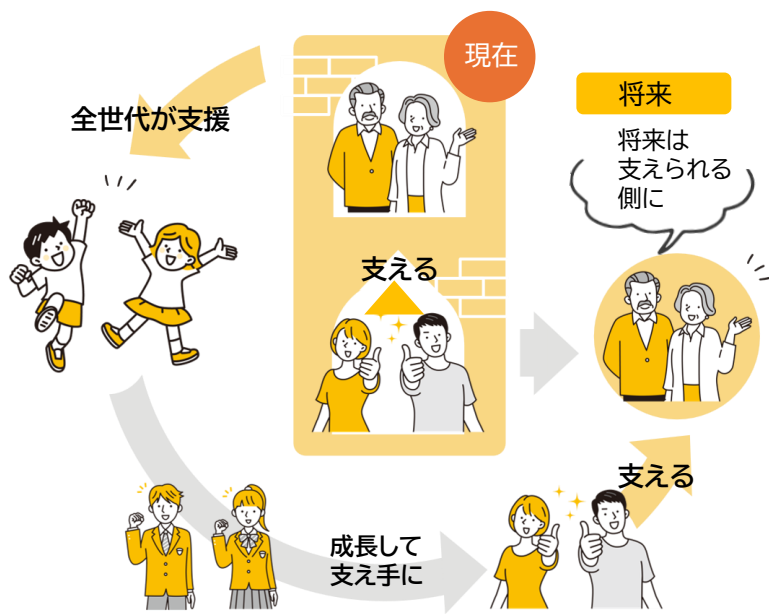 現在
全世代が支援
支える
将来
将来は
支えられる
側に
成長して
支え手に
支える